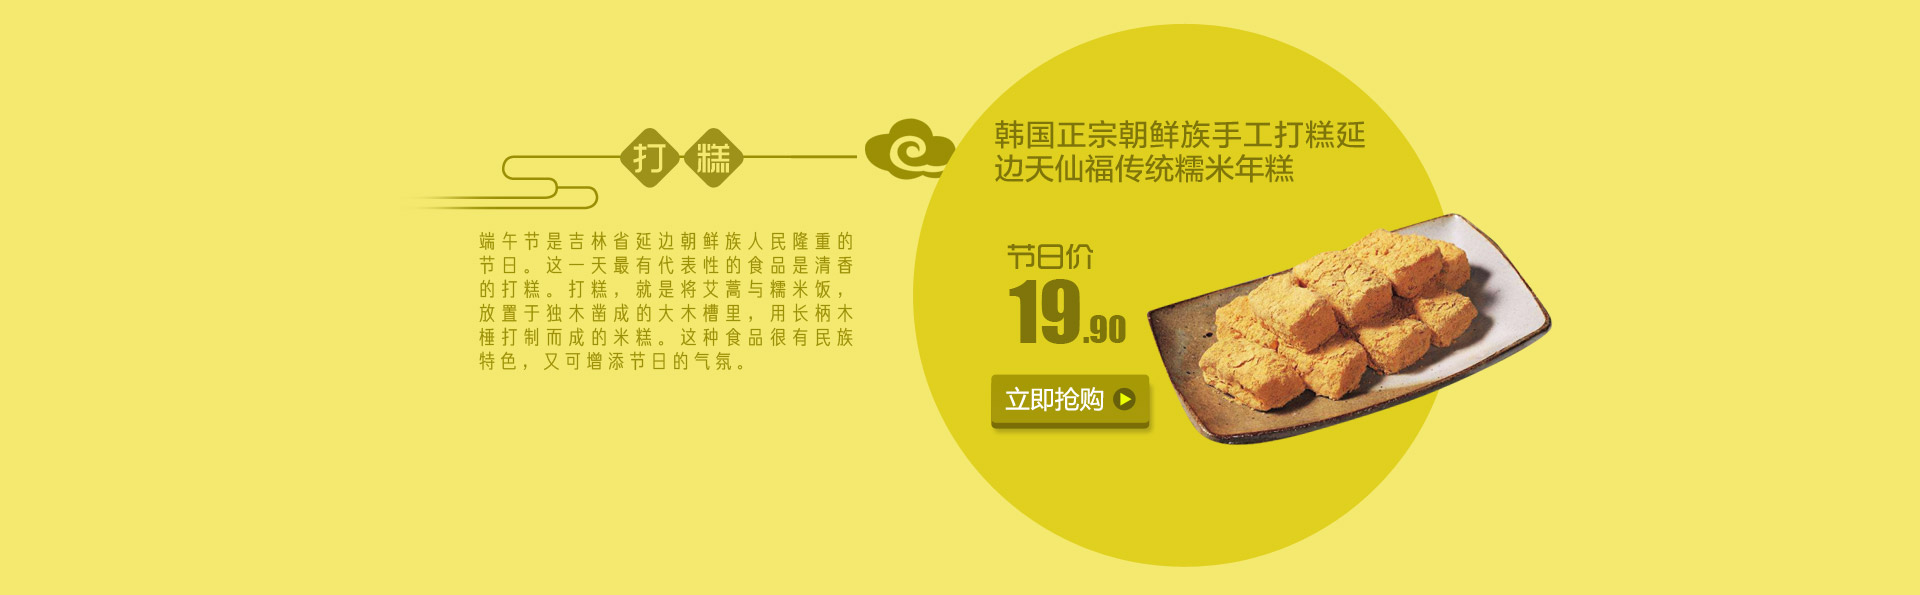 打糕
端午节是吉林省延边朝鲜族人民隆重的
节日。这一天最有代表性的食品是清香
的打糕。打糕，就是将艾蒿与糯米饭，
放置于独木凿成的大木槽里，用长柄木
棰打制而成的米糕。这种食品很有民族
特色，又可增添节日的气氛。
韩国正宗朝鲜族手工打糕延
边天仙福传统糯米年糕
节日价
19.90
立即抢购